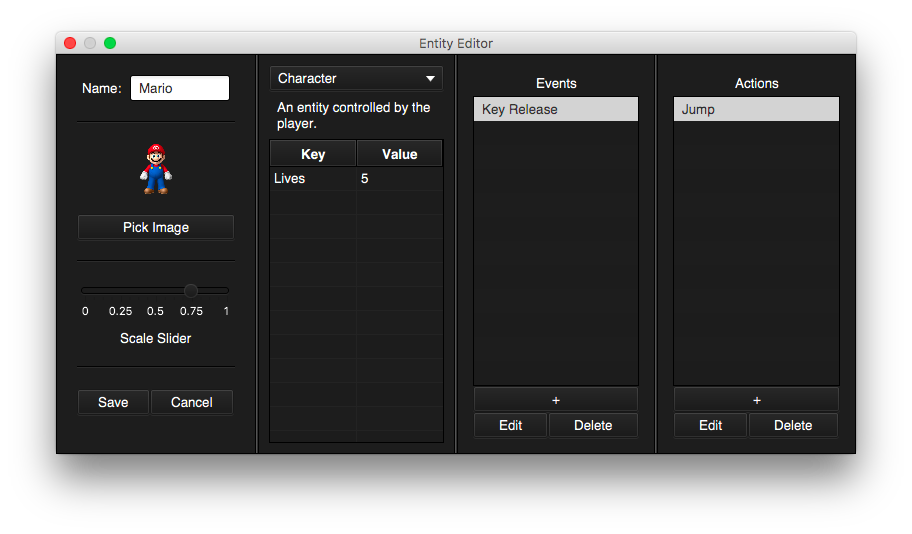 Entity Editor
Name: Mario
Pick Image
0 0.25 0.5 0.75 1
Scale Slider
Save Cancel
Character
An entity controlled by the
player.
Key Value
Lives 5
Events
Key Release
+
Edit Delete
Actions
Jump
+
Edit Delete